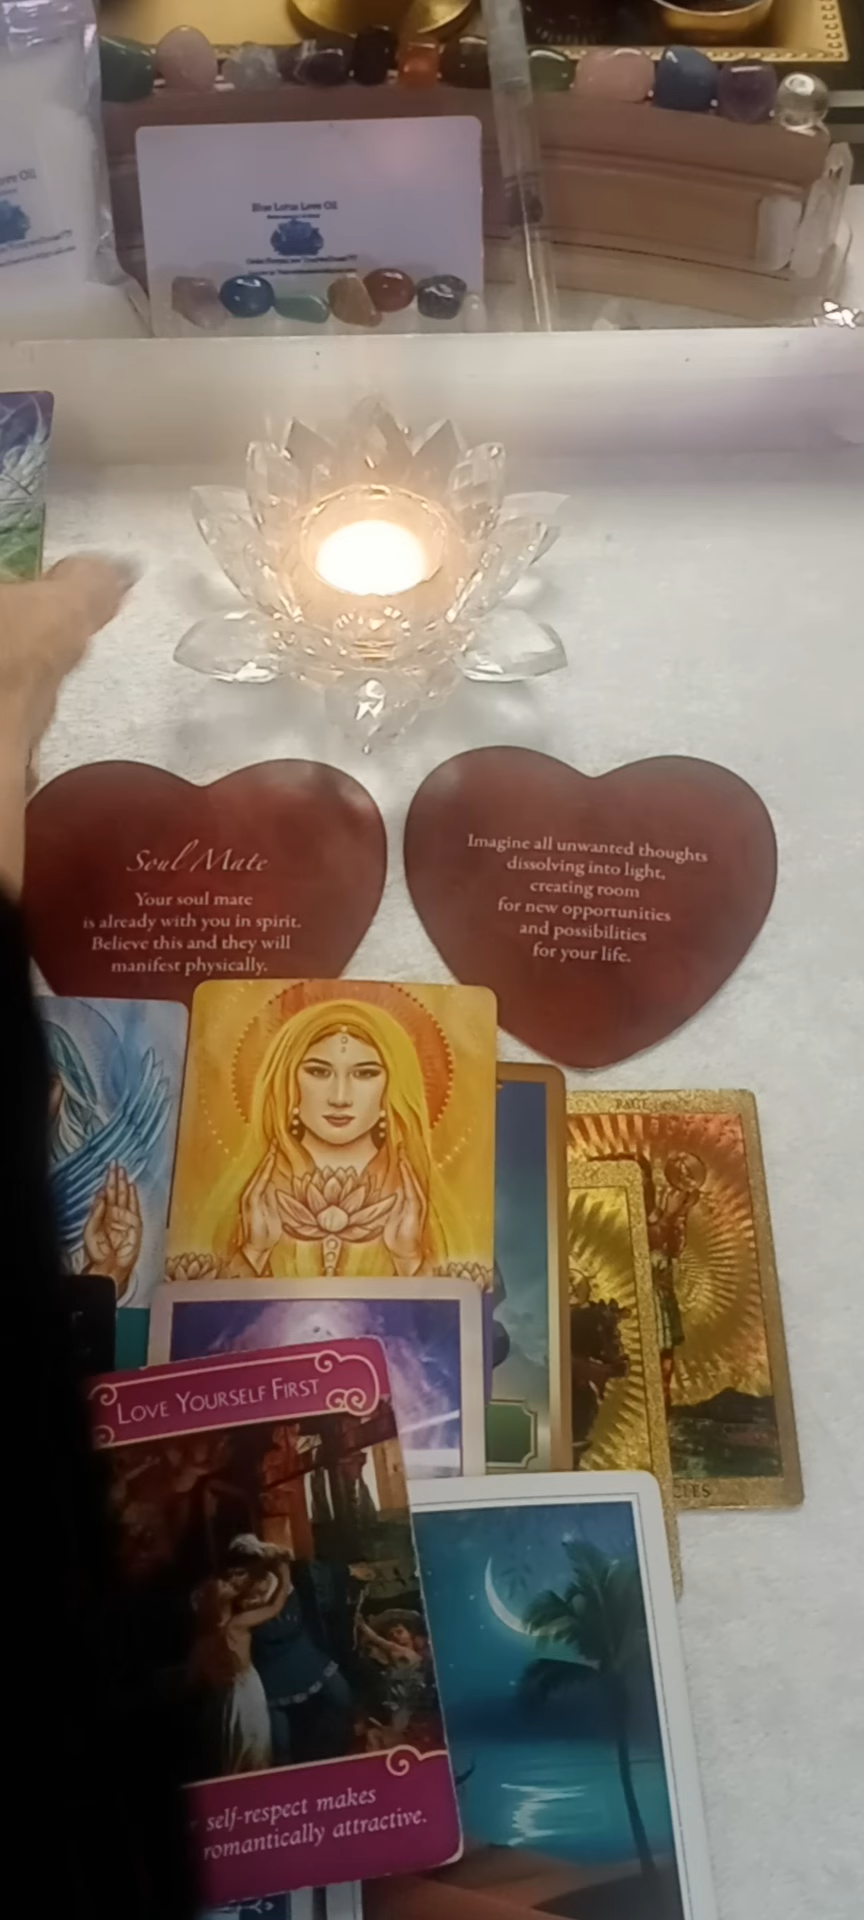 Blue Lotus Love Oil
Soul Mate
Your soul mate
is already with you in spirit.
Believe this and they will
manifest physically.
Imagine all unwanted thoughts
dissolving into light,
creating room
for new opportunities
and possibilities
for your life.
PAGE
CLES
LOVE YOURSELF FIRST
self-respect makes
romantically attractive.